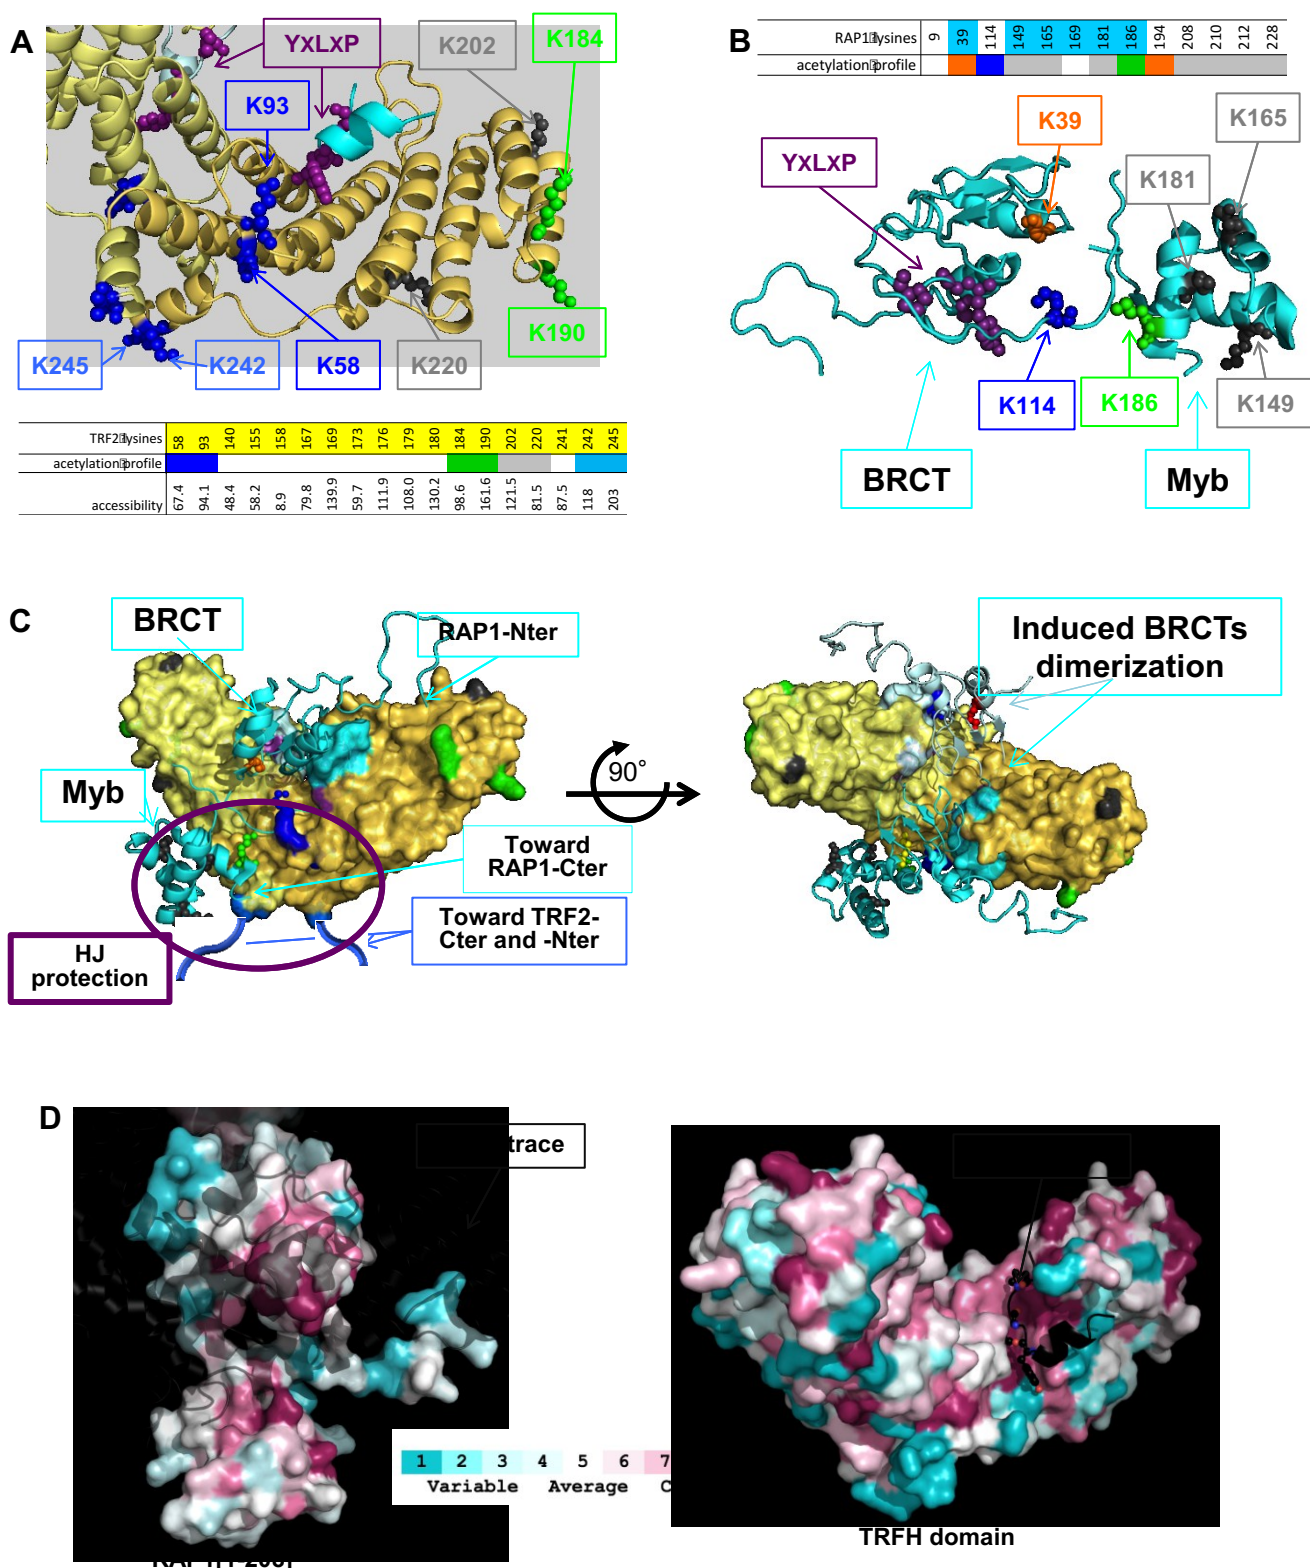 A
YxLxP
K202
K184
K93
K190
K245
K242
K58
K220
TRF2 lysines 58 93 140 155 158 167 169 173 176 179 180 184 190 202 220 241 242 245
acetylation profile
accessibility 67.4 94.1 48.4 58.2 8.9 79.8 139.9 59.7 111.9 108.0 130.2 98.6 161.6 121.5 81.5 87.5 118 203
B
RAP1 lysines 9 39 114 149 165 169 181 186 194 208 210 212 228
acetylation profile
K39
K165
YxLxP
K181
K114
K186
K149
BRCT
Myb
C
BRCT
RAP1-Nter
Myb
Toward
RAP1-Cter
Toward TRF2-
Cter and -Nter
HJ
protection
90°
Induced BRCTs
dimerization
D
trace
1 2 3 4 5 6 7
Variable Average C
TRFH domain